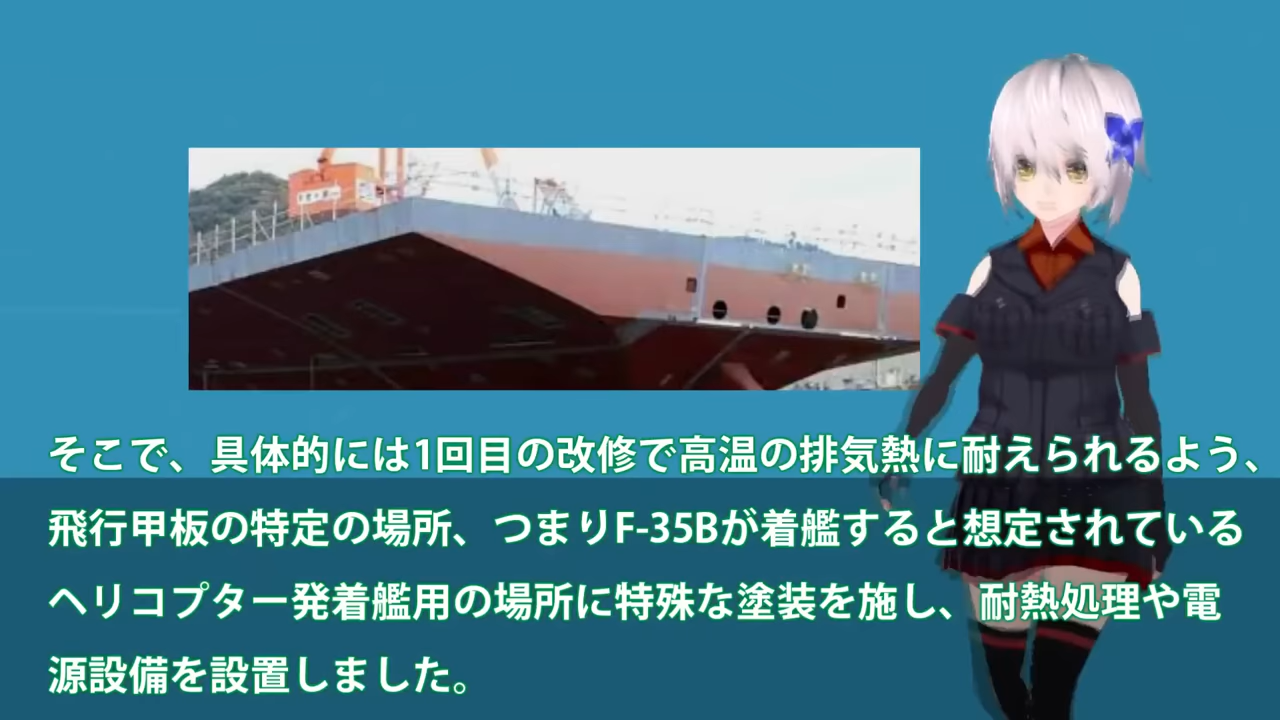 そこで、具体的には1回目の改修で高温の排気熱に耐えられるよう、
飛行甲板の特定の場所、つまりF-35Bが着艦すると想定されている
ヘリコプター発着艦用の場所に特殊な塗装を施し、耐熱処理や電
源設備を設置しました。